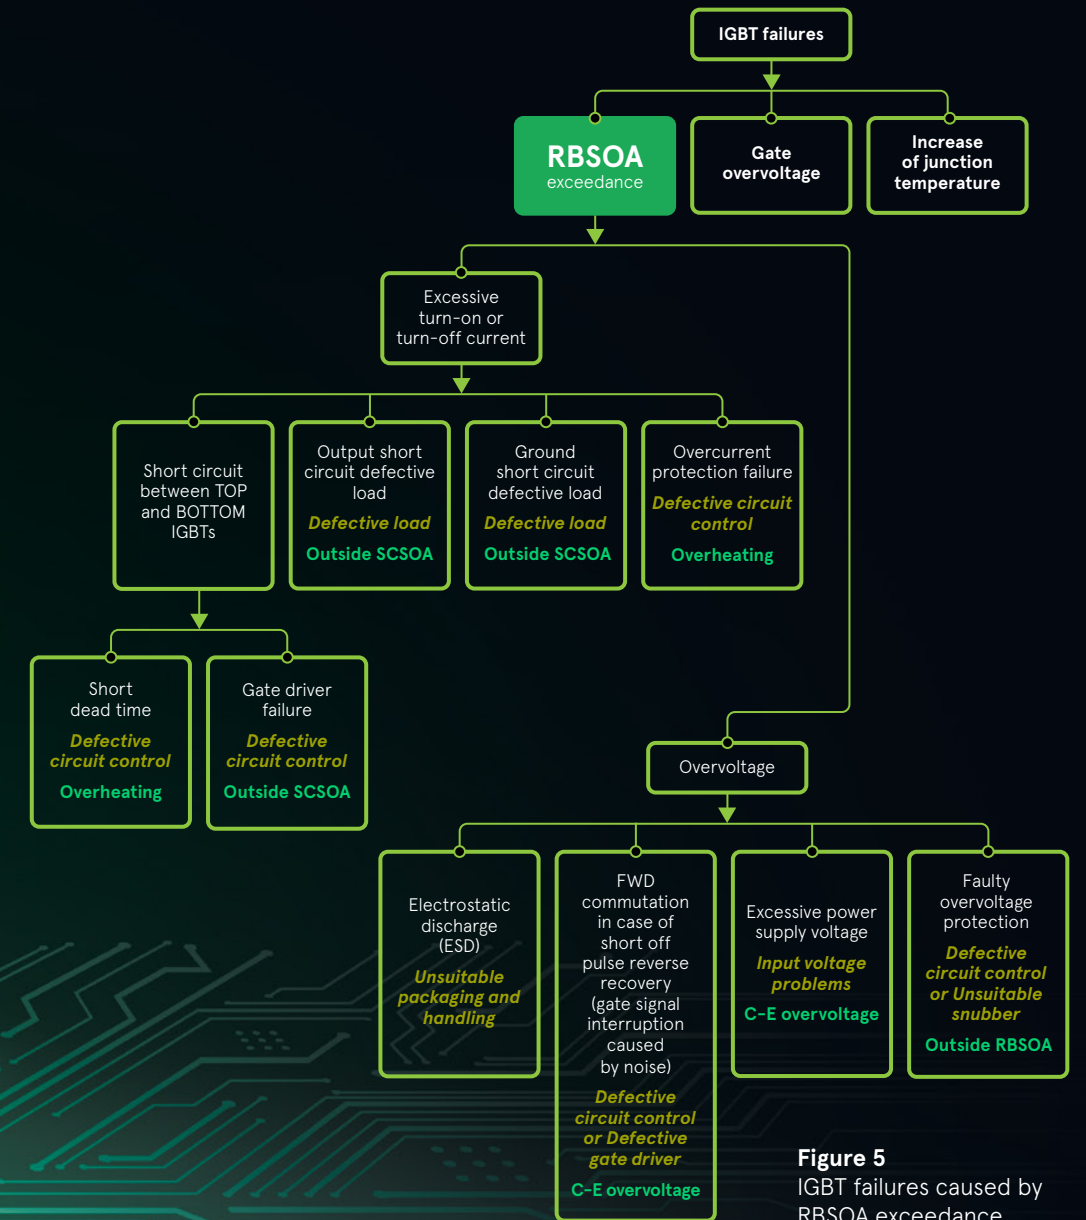 IGBT failures
RBSOA
exceedance
Gate
overvoltage
Increase
of junction
temperature
Excessive
turn-on or
turn-off current
Short circuit
between TOP
and BOTTOM
IGBTs
Output short
circuit defective
load
Defective load
Outside SCSOA
Ground
short circuit
defective load
Defective load
Outside SCSOA
Overcurrent
protection failure
Defective circuit
control
Overheating
Short
dead time
Defective
circuit control
Overheating
Gate driver
failure
Defective
circuit control
Outside SCSOA
Overvoltage
Electrostatic
discharge
(ESD)
Unsuitable
packaging and
handling
FWD
commutation
in case of
short off
pulse reverse
recovery
(gate signal
interruption
caused
by noise)
Defective
circuit control
or Defective
gate driver
C-E overvoltage
Excessive power
supply voltage
Input voltage
problems
C-E overvoltage
Faulty
overvoltage
protection
Defective
circuit control
or Unsuitable
snubber
Outside RBSOA
Figure 5
IGBT failures caused by
RBSOA exceedance